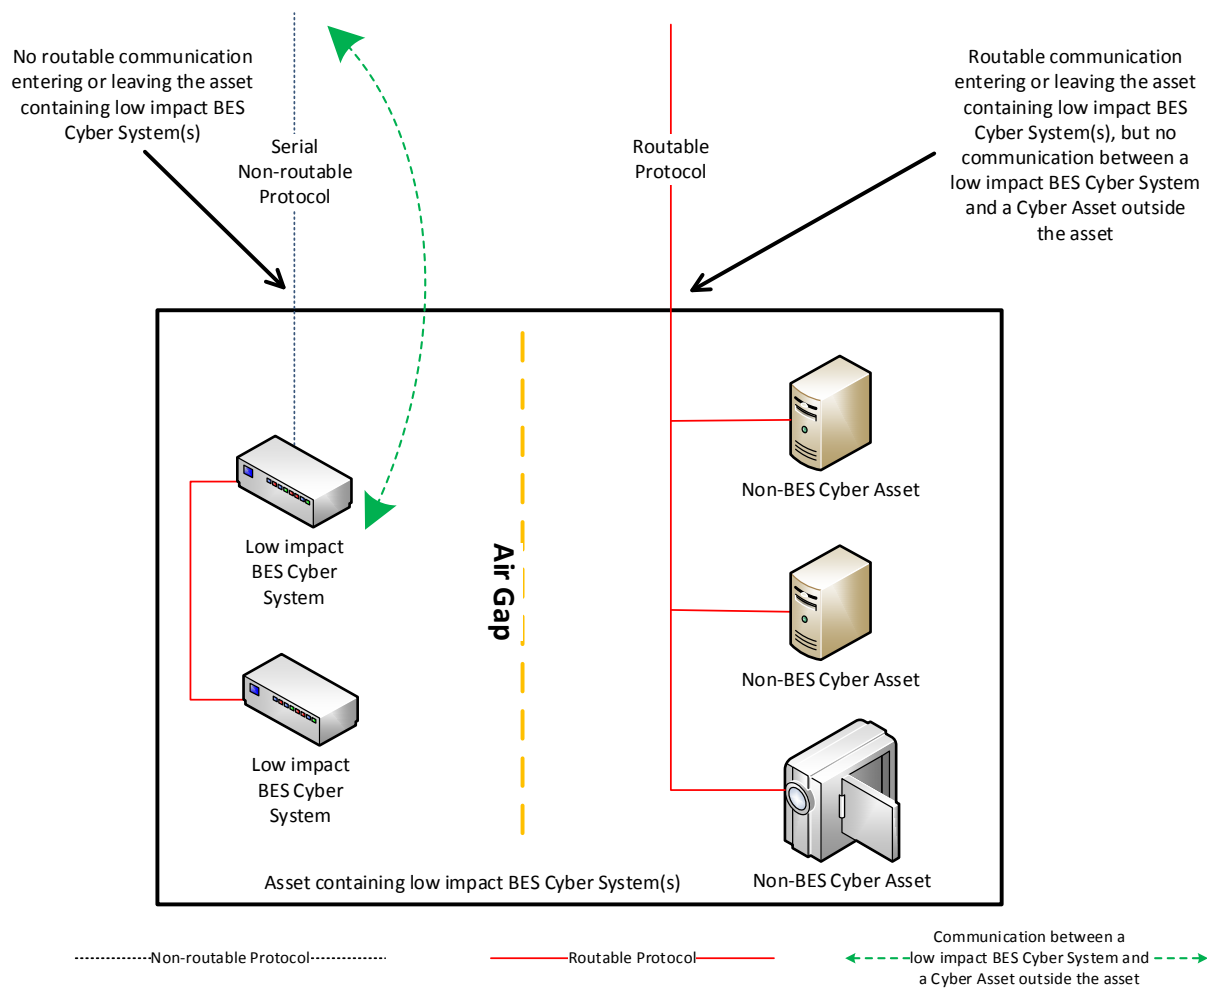 No routable communication
entering or leaving the asset
containing low impact BES
Cyber System(s)
Serial
Non-routable
Protocol
Routable
Protocol
Routable communication
entering or leaving the asset
containing low impact BES
Cyber System(s), but no
communication between a
low impact BES Cyber System
and a Cyber Asset outside
the asset
Low impact
BES Cyber
System
Low impact
BES Cyber
System
Air Gap
Non-BES Cyber Asset
Non-BES Cyber Asset
Non-BES Cyber Asset
Asset containing low impact BES Cyber System(s)
Non-routable Protocol
Routable Protocol
Communication between a
low impact BES Cyber System and
a Cyber Asset outside the asset